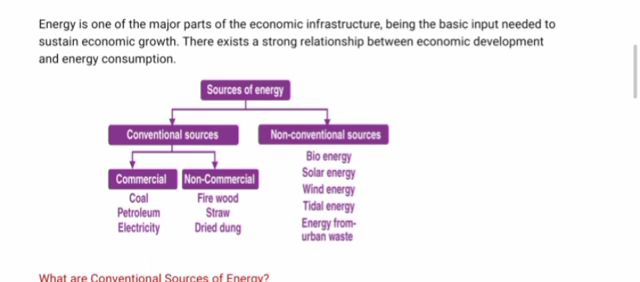 Energy is one of the major parts of the economic infrastructure, being the basic input needed to
sustain economic growth. There exists a strong relationship between economic development
and energy consumption.
Sources of energy
Conventional sources
Non-conventional sources
Commercial
Non-Commercial
Coal
Petroleum
Electricity
Fire wood
Straw
Dried dung
Bio energy
Solar energy
Wind energy
Tidal energy
Energy from-
urban waste
What are Conventional Sources of Energy?